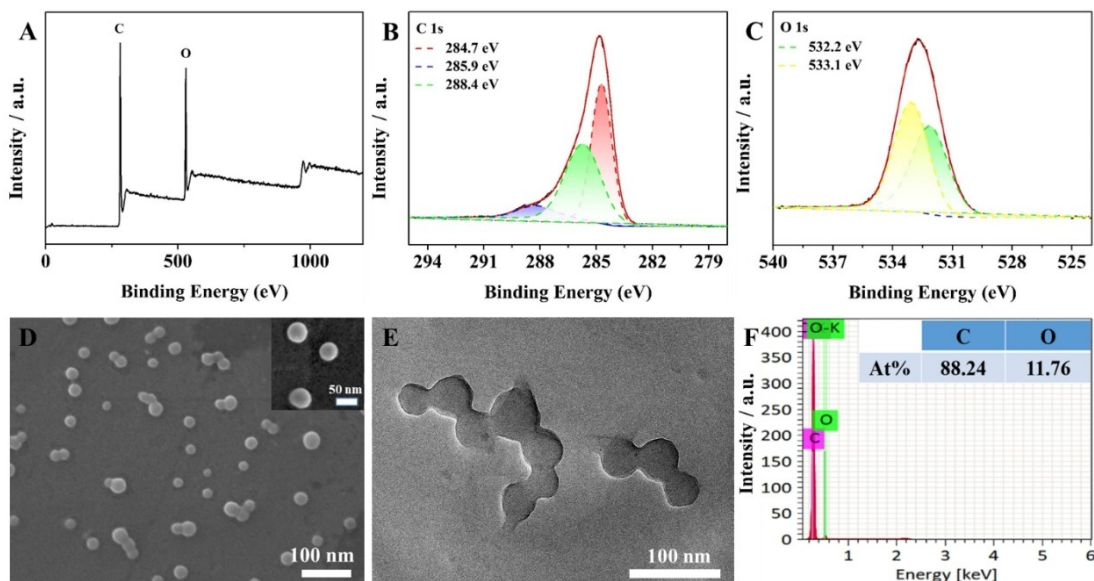 A
C
O
Intensity / a.u.
0
500
1000
Binding Energy (eV)
B
C 1s
284.7 eV
285.9 eV
288.4 eV
Intensity / a.u.
294
291
288
285
282
279
Binding Energy (eV)
C
O 1s
532.2 eV
533.1 eV
Intensity / a.u.
540
537
534
531
528
525
Binding Energy (eV)
D
50 nm
100 nm
E
100 nm
F
O-K
C O
At% 88.24 11.76
O
C
Intensity / a.u.
400
350
300
250
200
150
100
50
0
1
2
3
4
5
6
Energy [keV]